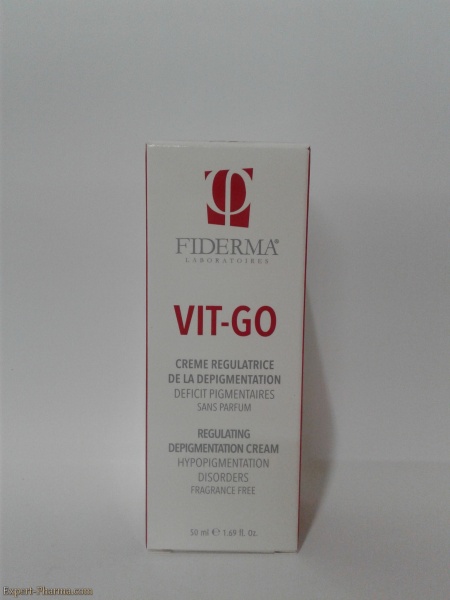 FIDERMA®
LABORATOIRES
VIT-GO
CREME REGULATRICE
DE LA DEPIGMENTATION
DEFICIT PIGMENTAIRES
SANS PARFUM
REGULATING
DEPIGMENTATION CREAM
HYPOPIGMENTATION
DISORDERS
FRAGRANCE FREE
50 ml ℮ 1.69 fl. Oz.
Expert-Pharma.com